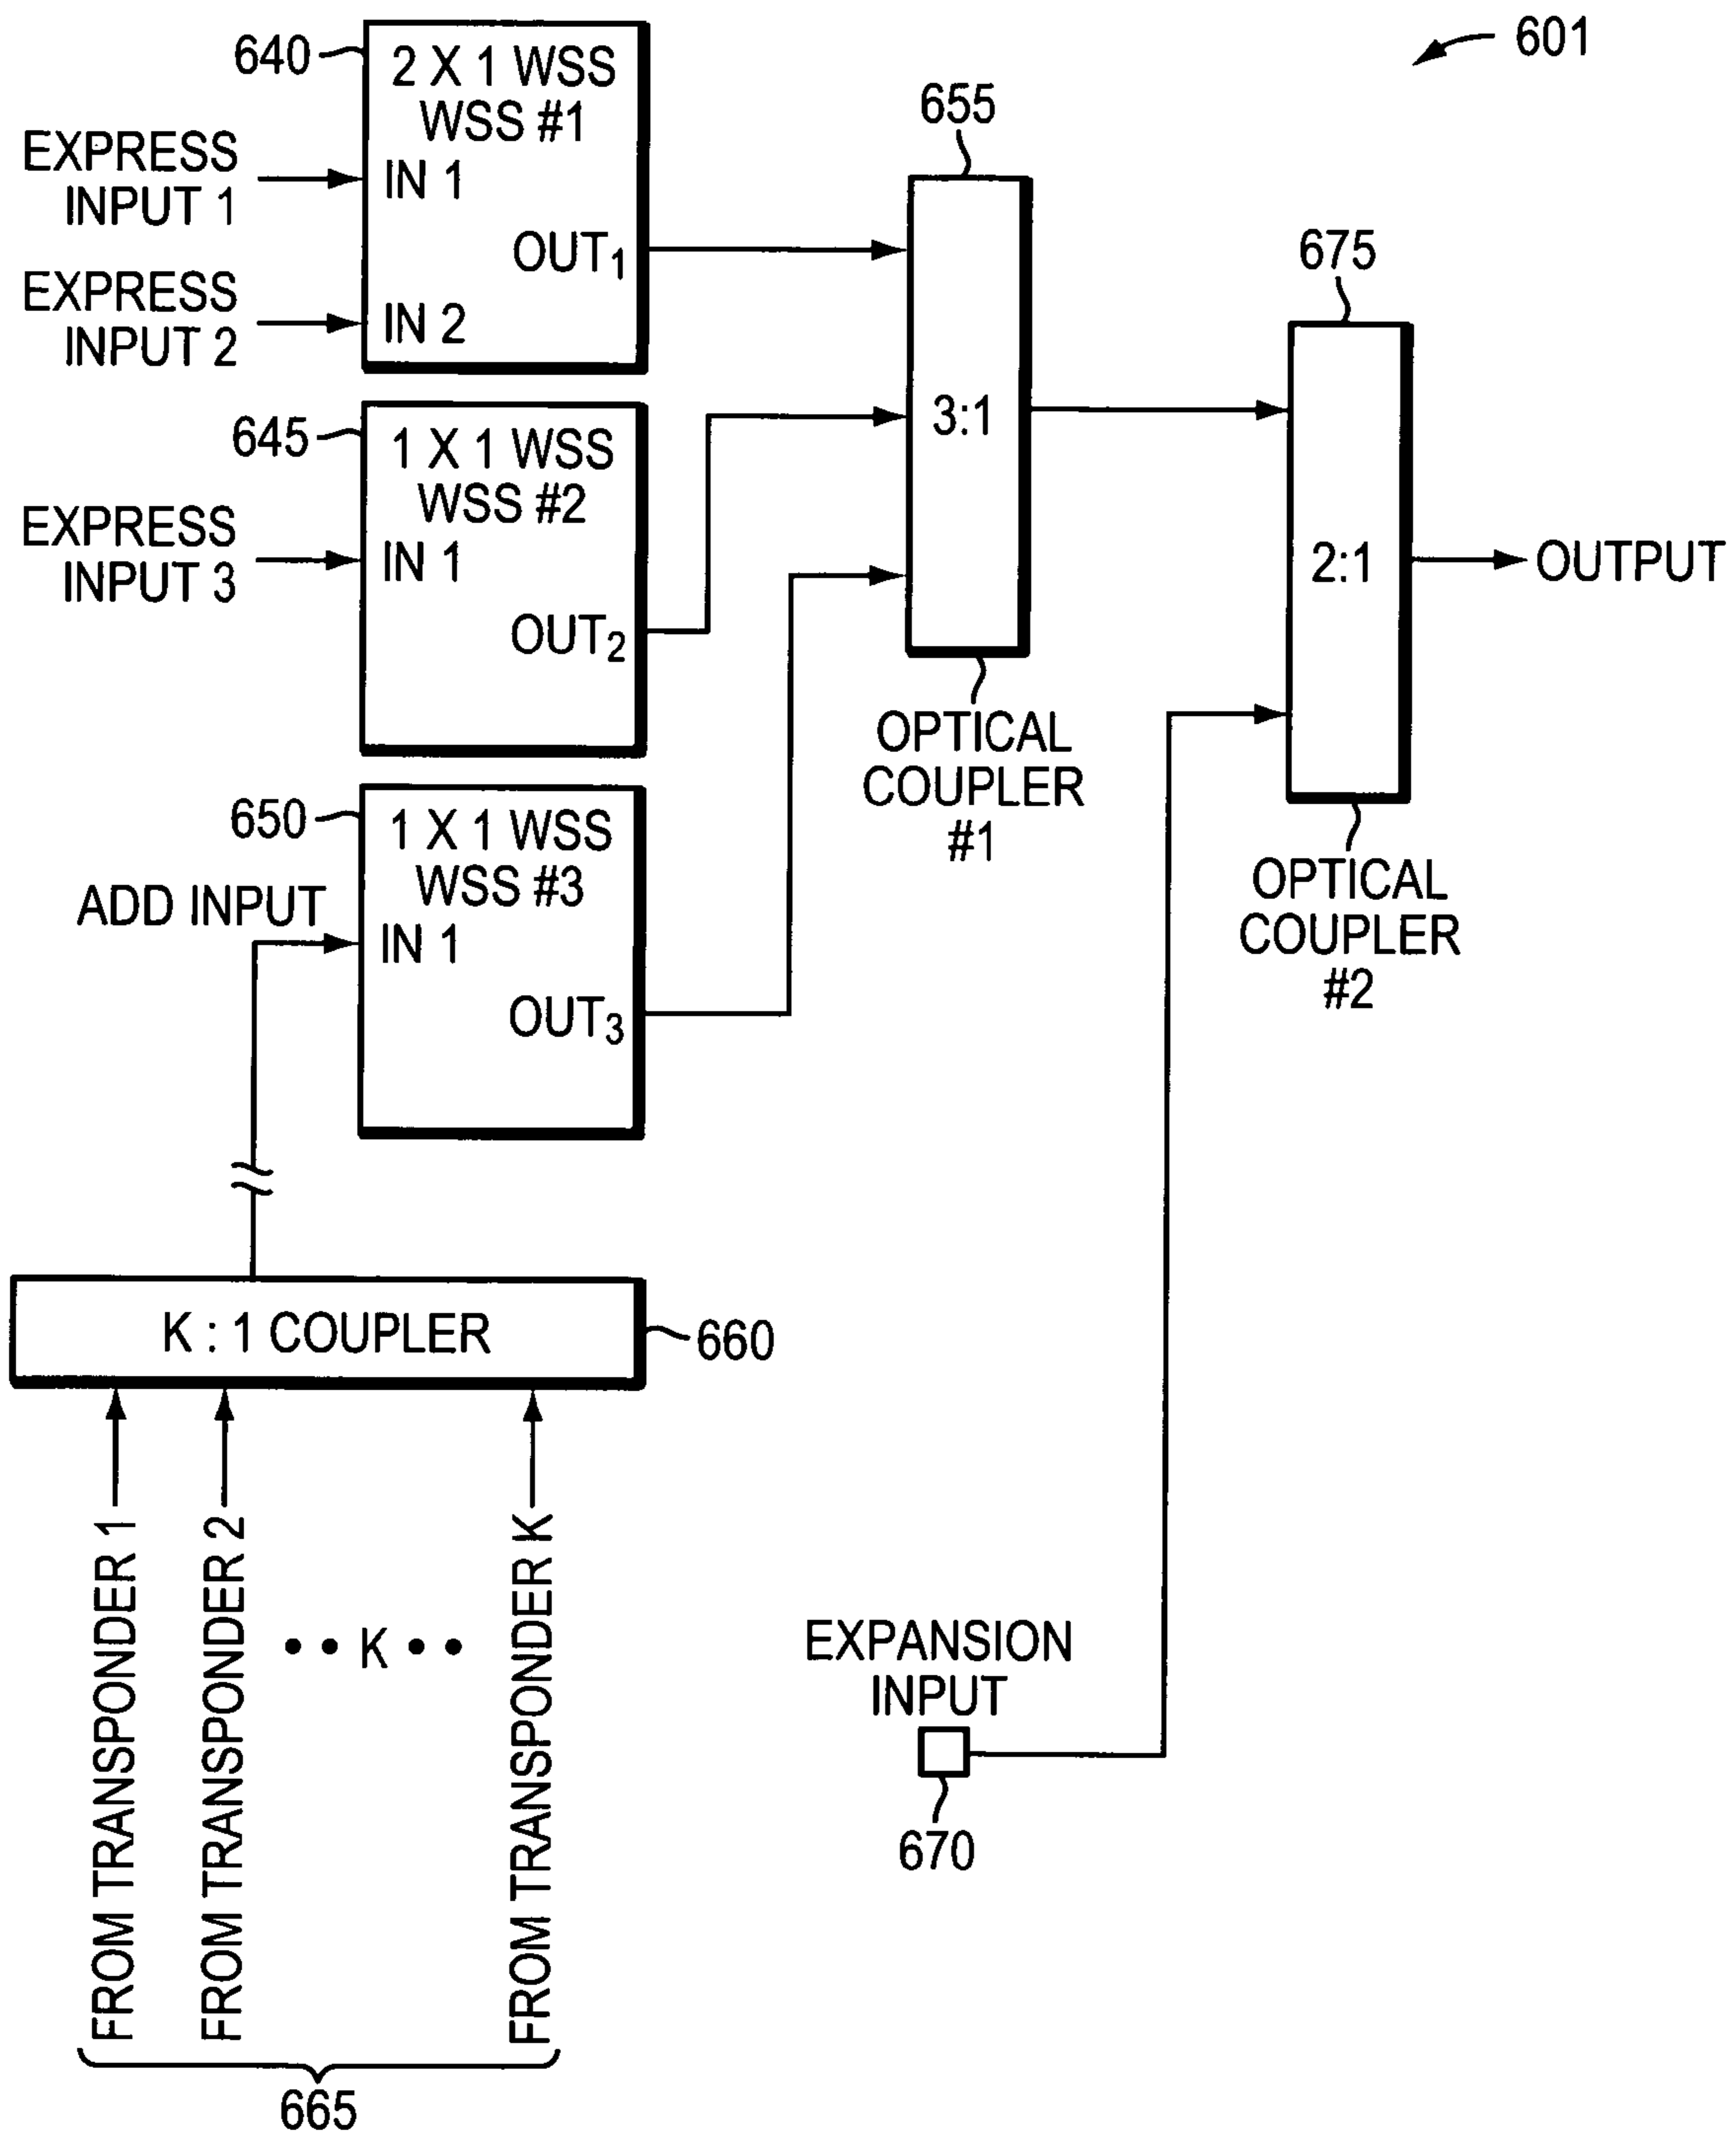 601
640
2 X 1 WSS
WSS #1
EXPRESS
INPUT 1
IN 1
OUT1
EXPRESS
INPUT 2
IN 2
655
3:1
OPTICAL
COUPLER
#1
675
2:1
OUTPUT
OPTICAL
COUPLER
#2
645
1 X 1 WSS
WSS #2
EXPRESS
INPUT 3
IN 1
OUT2
650
1 X 1 WSS
WSS #3
ADD INPUT
IN 1
OUT3
K : 1 COUPLER
660
FROM TRANSPONDER 1
FROM TRANSPONDER 2
• • K • •
FROM TRANSPONDER K
665
EXPANSION
INPUT
670